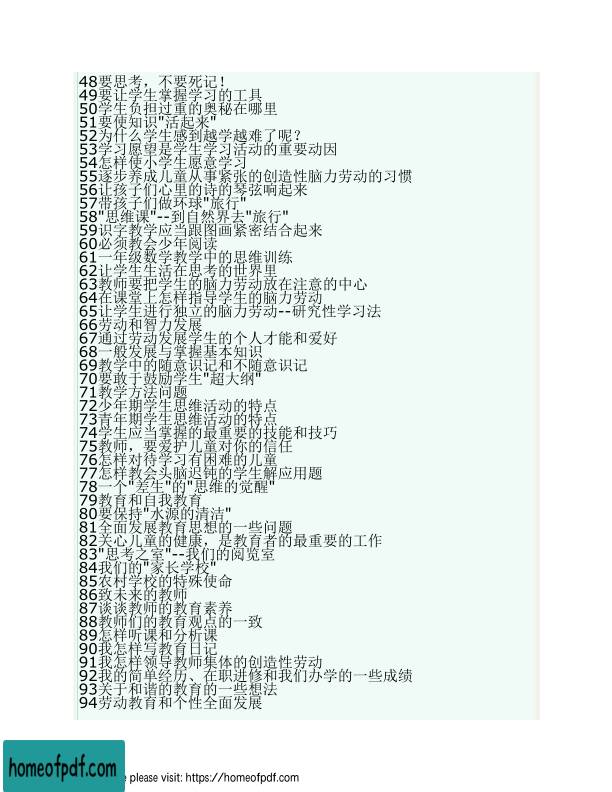 48要思考，不要死记！
49要让学生掌握学习的工具
50学生负担过重的奥秘在哪里
51要使知识"活起来"
52为什么学生感到越学越难了呢？
53学习愿望是学生学习活动的重要动因
54怎样使小学生愿意学习
55逐步养成儿童从事紧张的创造性脑力劳动的习惯
56让孩子们心里的诗的琴弦响起来
57带孩子们做环球"旅行"
58"思维课"--到自然界去"旅行"
59识字教学应当跟图画紧密结合起来
60必须教会少年阅读
61一年级数学教学中的思维训练
62让学生生活在思考的世界里
63教师要把学生的脑力劳动放在注意的中心
64在课堂上怎样指导学生的脑力劳动
65让学生进行独立的脑力劳动--研究性学习法
66劳动和智力发展
67通过劳动发展学生的个人才能和爱好
68一般发展与掌握基本知识
69教学中的随意识记和不随意识记
70要敢于鼓励学生"超大纲"
71教学方法问题
72少年期学生思维活动的特点
73青年期学生思维活动的特点
74学生应当掌握的最重要的技能和技巧
75教师，要爱护儿童对你的信任
76怎样对待学习有困难的儿童
77怎样教会头脑迟钝的学生解应用题
78一个"差生"的"思维的觉醒"
79教育和自我教育
80要保持"水源的清洁"
81全面发展教育思想的一些问题
82关心儿童的健康，是教育者的最重要的工作
83"思考之室"--我们的阅览室
84我们的"家长学校"
85农村学校的特殊使命
86致未来的教师
87谈谈教师的教育素养
88教师们的教育观点的一致
89怎样听课和分析课
90我怎样写教育日记
91我怎样领导教师集体的创造性劳动
92我的简单经历、在职进修和我们办学的一些成绩
93关于和谐的教育的一些想法
94劳动教育和个性全面发展
homeofpdf.com
please visit: https://homeofpdf.com